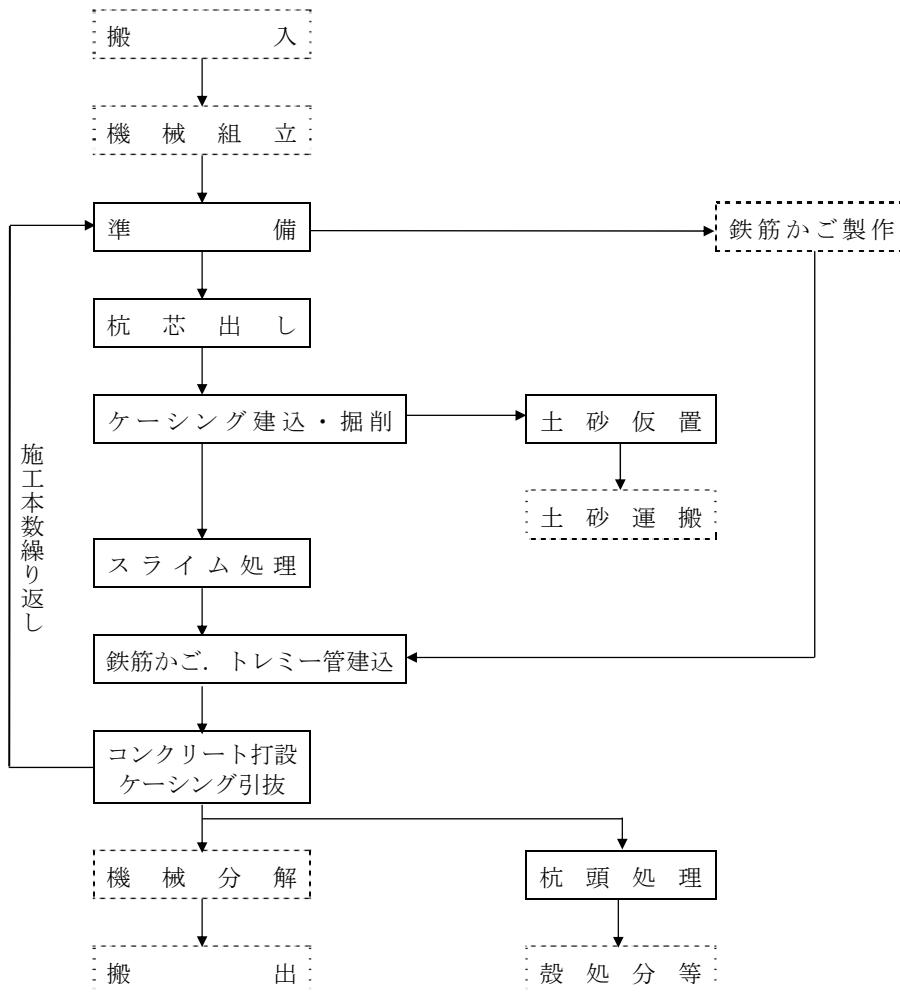 搬入
機械組立
準備
鉄筋かご製作
杭芯出し
ケーシング建込・掘削
土砂仮置
施工本数繰り返し
土砂運搬
スライム処理
鉄筋かご．トレミー管建込
コンクリート打設
ケーシング引抜
機械分解
杭頭処理
搬出
殻処分等